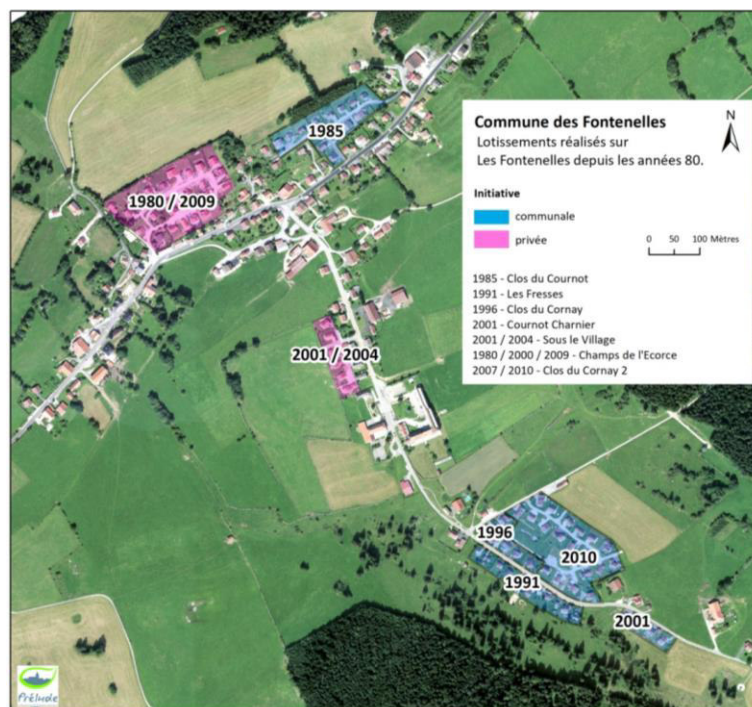 Commune des Fontenelles
Lotissements réalisés sur
Les Fontenelles depuis les années 80.
N
Initiative
communale
privée
0 50 100 Mètres
1985 - Clos du Cournot
1991 - Les Fresses
1996 - Clos du Cornay
2001 - Cournot Charnier
2001 / 2004 - Sous le Village
1980 / 2000 / 2009 - Champs de l'Ecorce
2007 / 2010 - Clos du Cornay 2
1985
1980 / 2009
2001 / 2004
1996
2010
1991
2001
Prélude